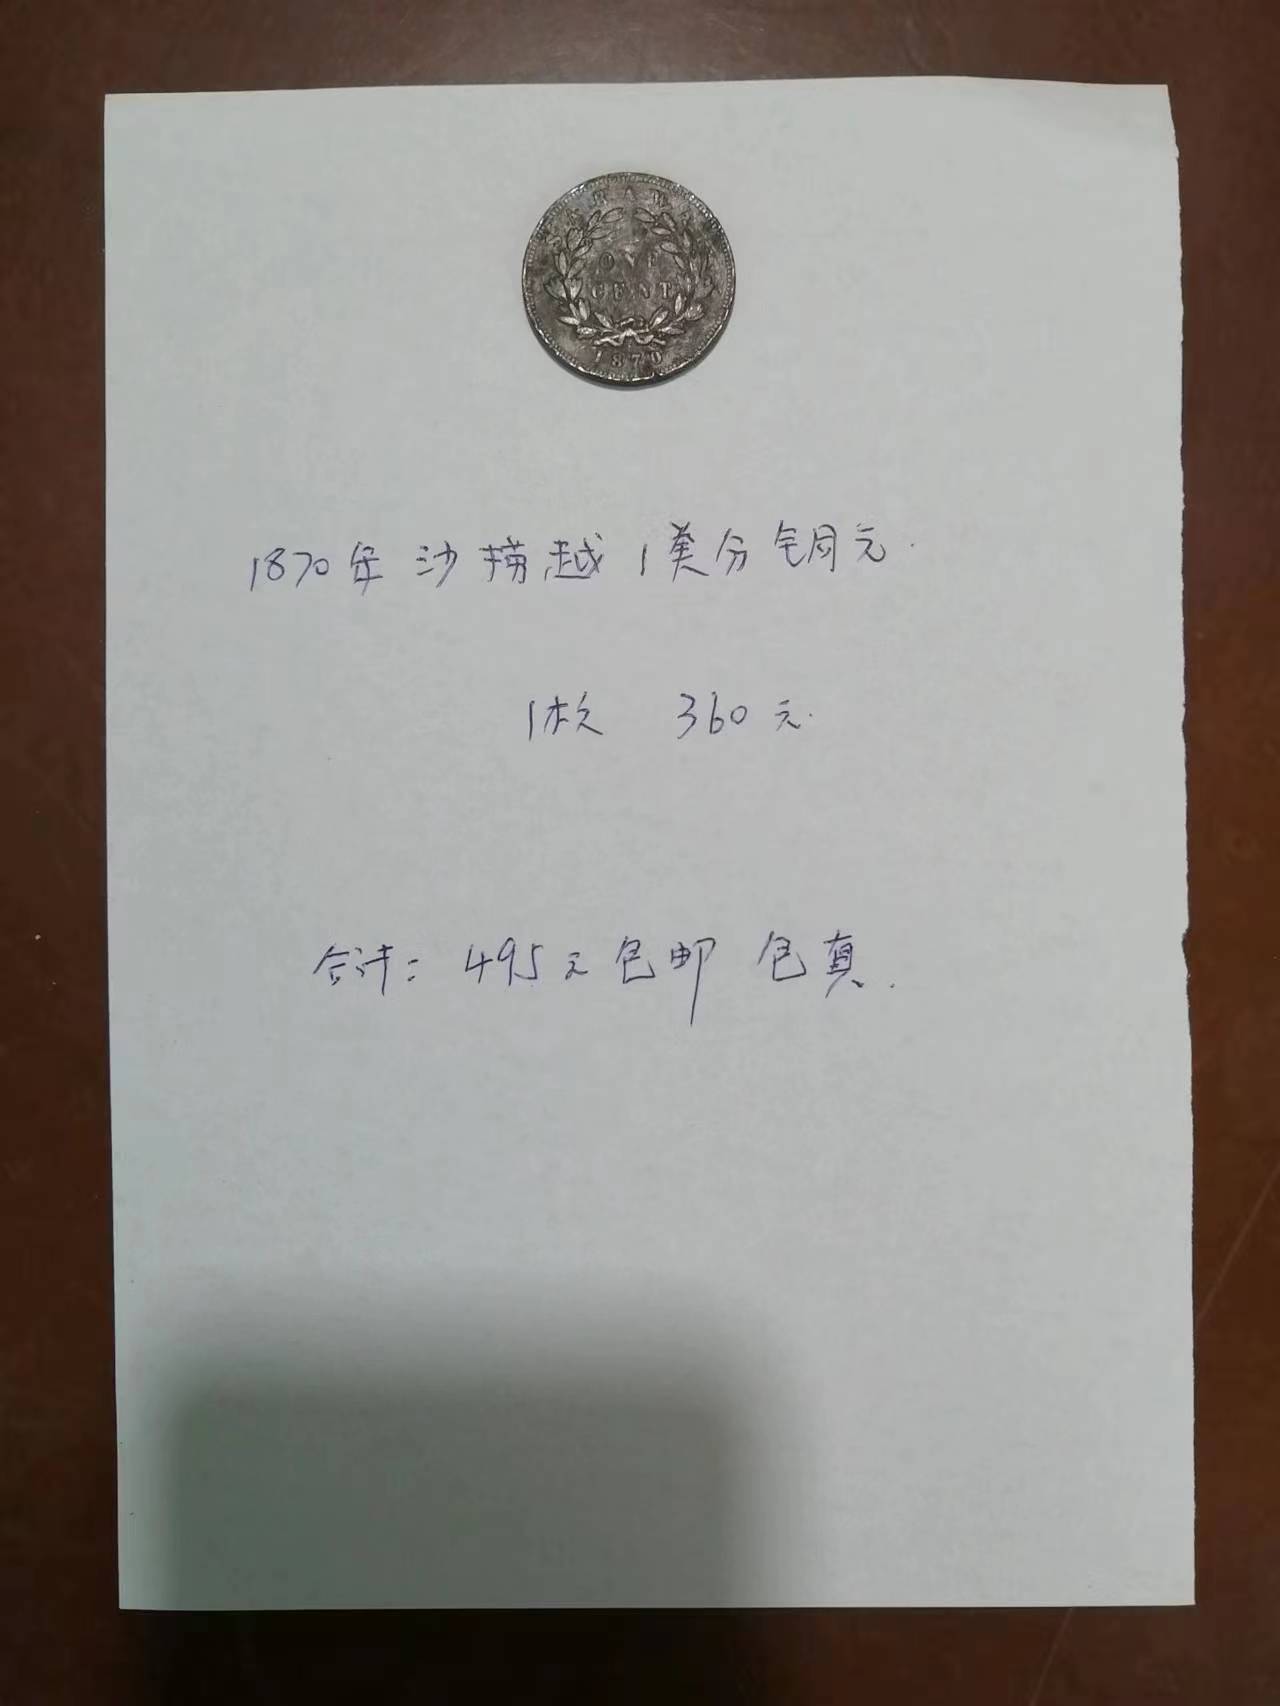 SARAWAK
ONE
CENT
1870
1870年 沙捞越 1美分铜元.
1枚 360元.
合计: 495元包邮 包真.